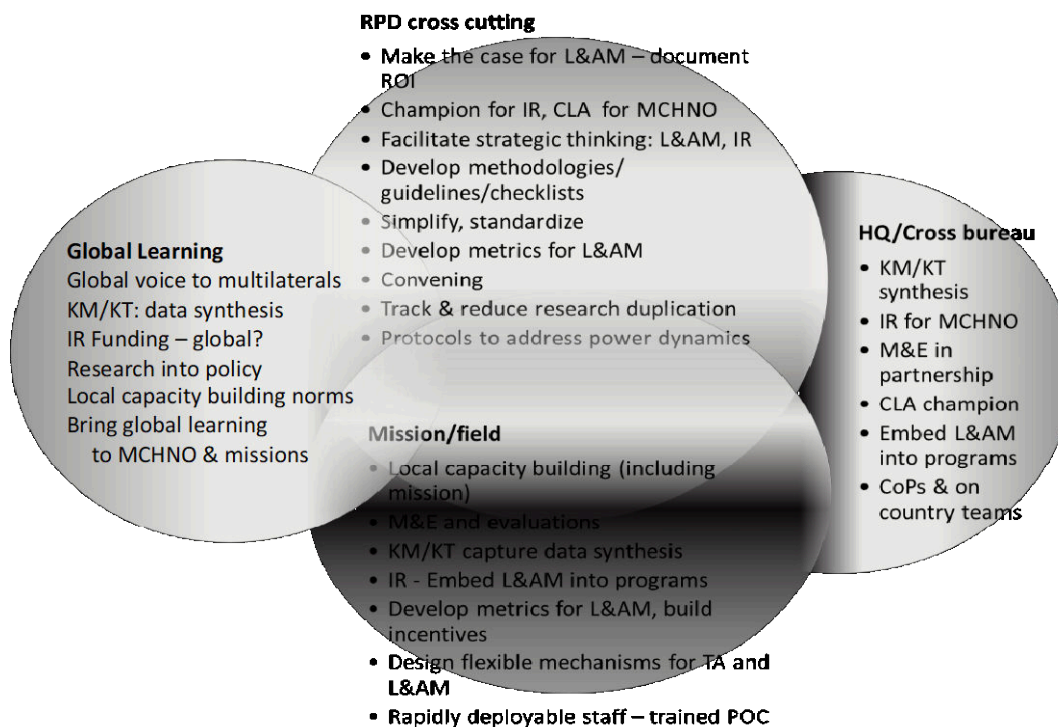 RPD cross cutting
• Make the case for L&AM – document
ROI
• Champion for IR, CLA for MCHNO
• Facilitate strategic thinking: L&AM, IR
• Develop methodologies/
guidelines/checklists
• Simplify, standardize
• Develop metrics for L&AM
• Convening
• Track & reduce research duplication
• Protocols to address power dynamics
Global Learning
Global voice to multilaterals
KM/KT: data synthesis
IR Funding – global?
Research into policy
Local capacity building norms
Bring global learning
to MCHNO & missions
Mission/field
• Local capacity building (including
mission)
• M&E and evaluations
• KM/KT capture data synthesis
• IR - Embed L&AM into programs
• Develop metrics for L&AM, build
incentives
• Design flexible mechanisms for TA and
L&AM
• Rapidly deployable staff – trained POC
HQ/Cross bureau
• KM/KT
synthesis
• IR for MCHNO
• M&E in
partnership
• CLA champion
• Embed L&AM
into programs
• CoPs & on
country teams